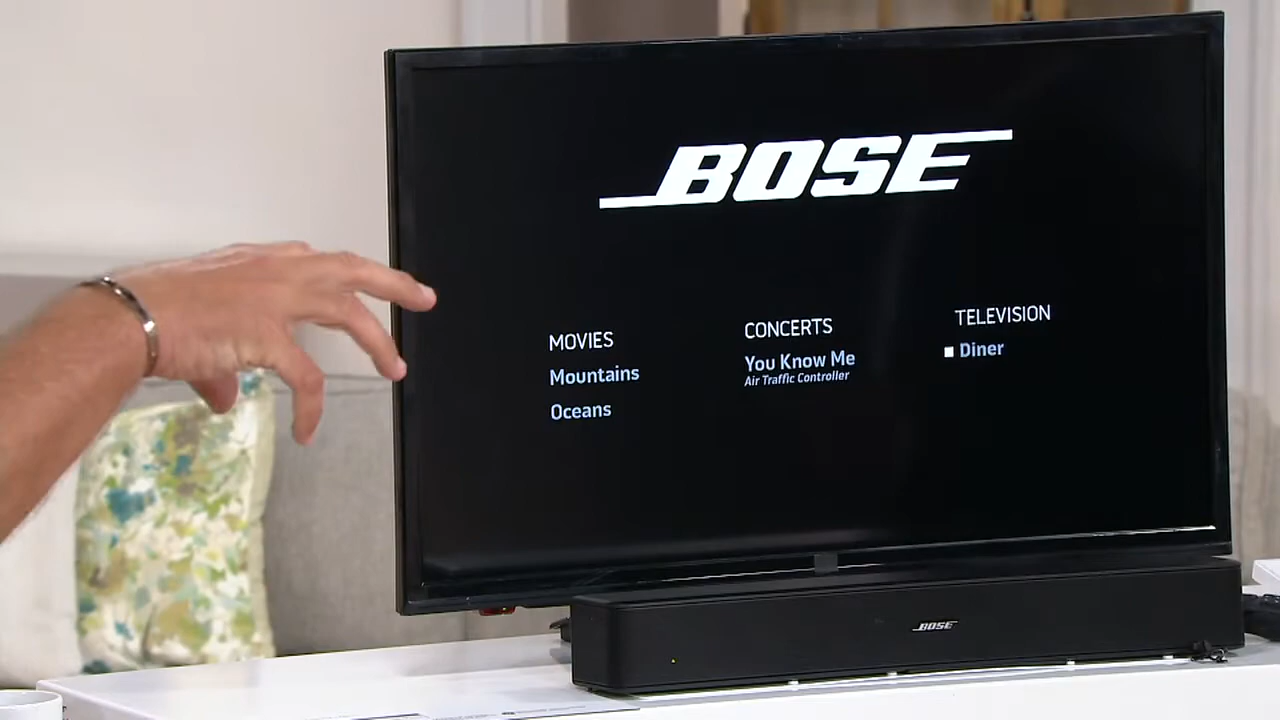 BOSE
MOVIES
Mountains
Oceans
CONCERTS
You Know Me
Air Traffic Controller
TELEVISION
Diner
BOSE